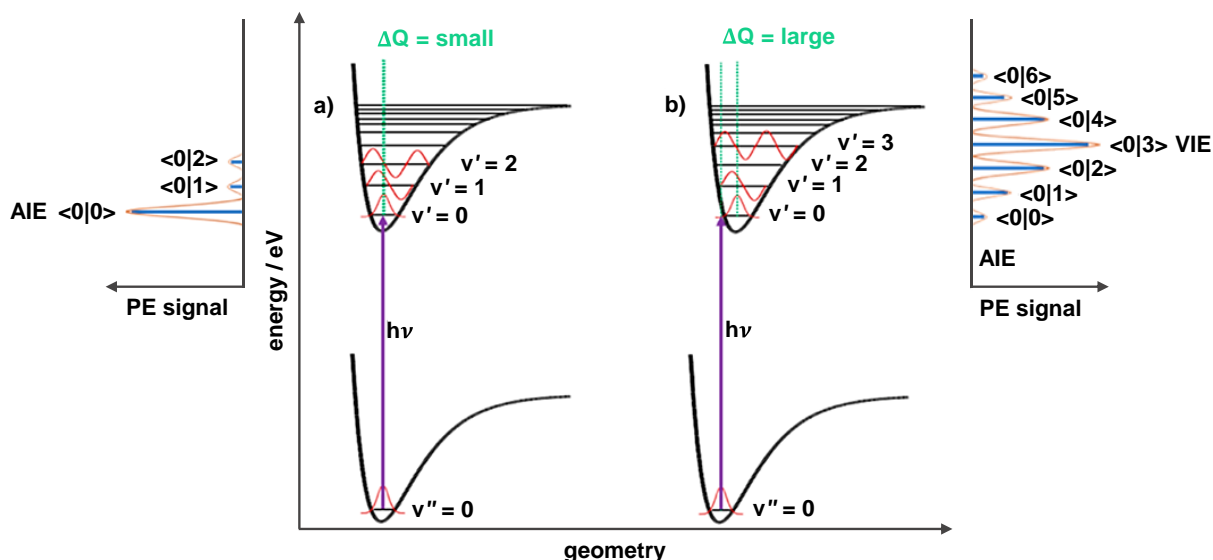 <0|2>
<0|1>
AIE <0|0>
PE signal
energy / eV
ΔQ = small
a)
v′ = 2
v′ = 1
v′ = 0
hν
v″ = 0
ΔQ = large
b)
v′ = 3
v′ = 2
v′ = 1
v′ = 0
hν
v″ = 0
geometry
<0|6>
<0|5>
<0|4>
<0|3> VIE
<0|2>
<0|1>
<0|0>
AIE
PE signal